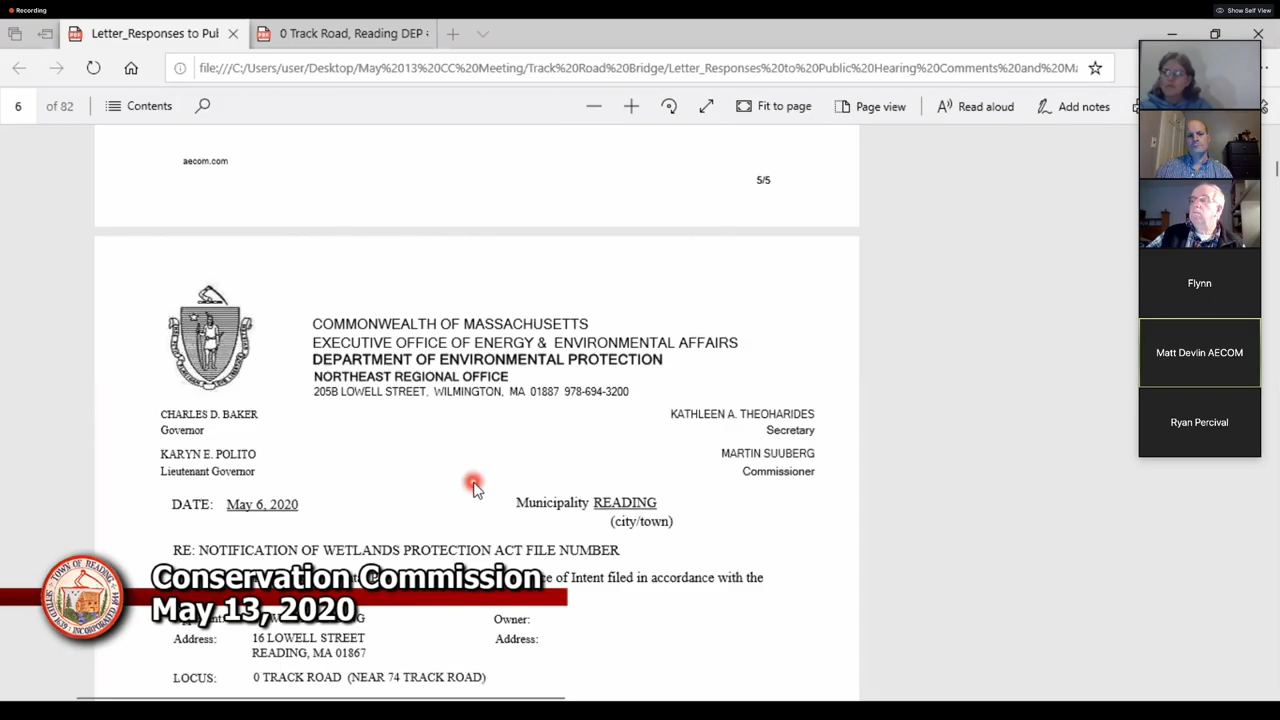 Recording
Show Self View
Letter_Responses to Pul
0 Track Road, Reading DEP
file:///C:/Users/user/Desktop/May%2013%20CC%20Meeting/Track%20Road%20Bridge/Letter_Responses%20to%20Public%20Hearing%20Comments%20and%20Ma
6 of 82
Contents
Fit to page
Page view
Read aloud
Add notes
aecom.com
5/5
COMMONWEALTH OF MASSACHUSETTS
EXECUTIVE OFFICE OF ENERGY & ENVIRONMENTAL AFFAIRS
DEPARTMENT OF ENVIRONMENTAL PROTECTION
NORTHEAST REGIONAL OFFICE
205B LOWELL STREET, WILMINGTON, MA 01887 978-694-3200
CHARLES D. BAKER
Governor
KATHLEEN A. THEOHARIDES
Secretary
KARYN E. POLITO
Lieutenant Governor
MARTIN SUUBERG
Commissioner
DATE: May 6, 2020
Municipality READING
(city/town)
RE: NOTIFICATION OF WETLANDS PROTECTION ACT FILE NUMBER
ce of Intent filed in accordance with the
Owner:
Address: 16 LOWELL STREET
READING, MA 01867
Address:
LOCUS: 0 TRACK ROAD (NEAR 74 TRACK ROAD)
Conservation Commission
May 13, 2020
TOWN OF READING
Flynn
Matt Devlin AECOM
Ryan Percival